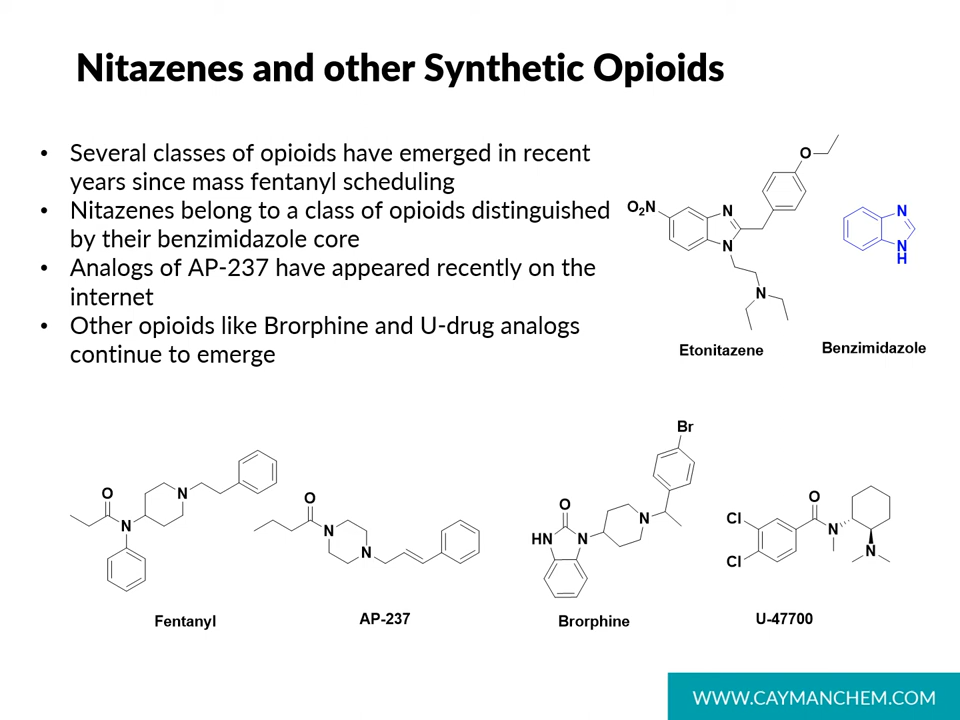 Nitazenes and other Synthetic Opioids
• Several classes of opioids have emerged in recent
years since mass fentanyl scheduling
• Nitazenes belong to a class of opioids distinguished
by their benzimidazole core
• Analogs of AP-237 have appeared recently on the
internet
• Other opioids like Brorphine and U-drug analogs
continue to emerge
O
O₂N
N
N
N
Etonitazene
N
N
H
Benzimidazole
O
N
N
Fentanyl
O
N
N
AP-237
Br
O
HN
N
N
Brorphine
O
Cl
Cl
N
N
U-47700
WWW.CAYMANCHEM.COM